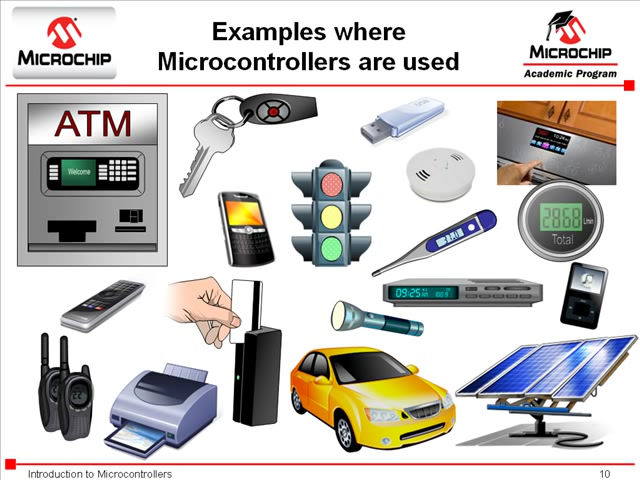 MICROCHIP
Examples where
Microcontrollers are used
MICROCHIP
Academic Program
ATM
Welcome
2868
L/min
Total
09:25
Introduction to Microcontrollers
10